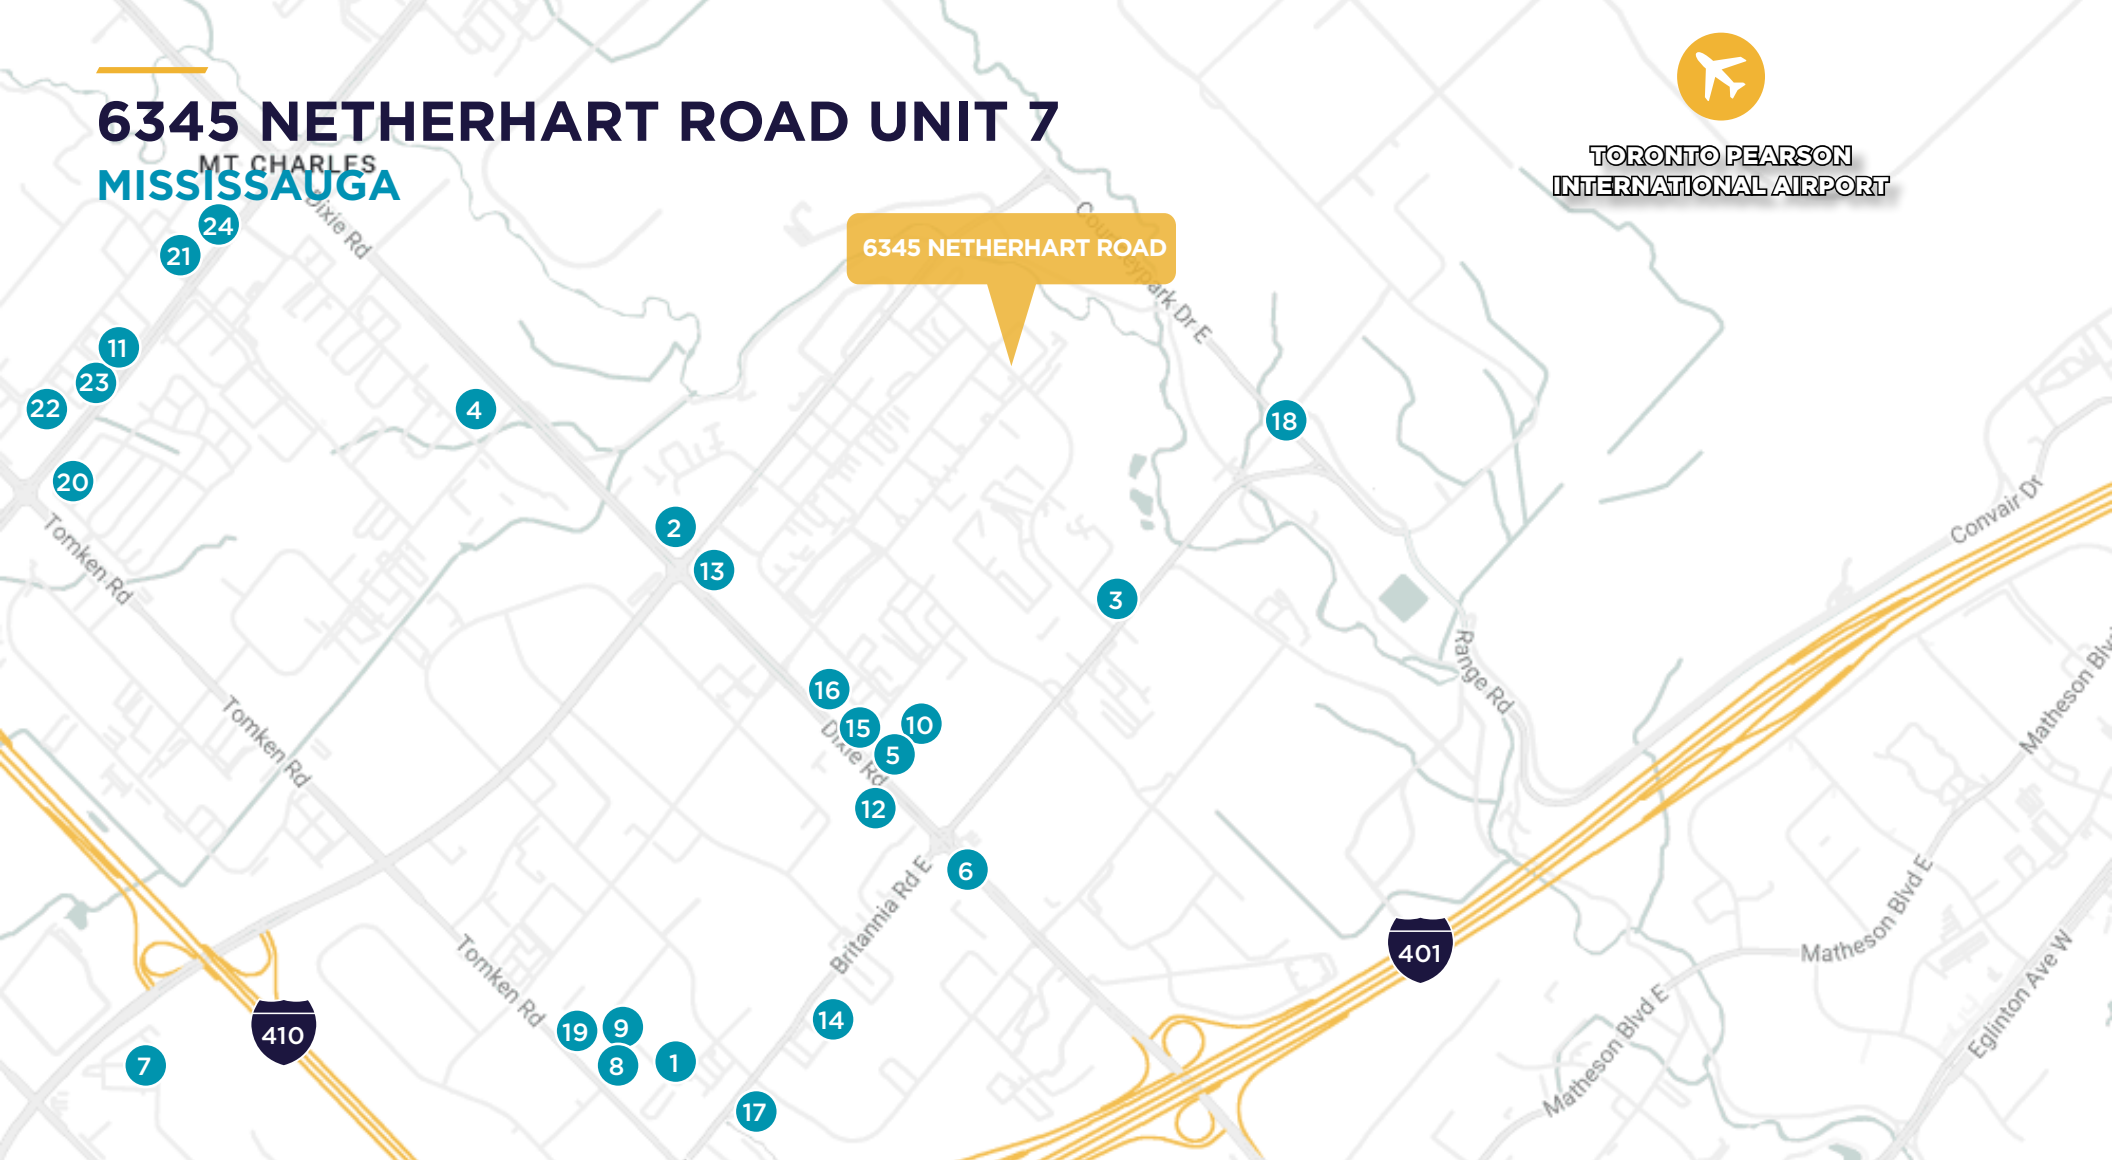 6345 NETHERHART ROAD UNIT 7
MT CHARLES
MISSISSAUGA
TORONTO PEARSON
INTERNATIONAL AIRPORT
Dixie Rd
Courtneypark Dr E
6345 NETHERHART ROAD
24
21
11
23
22
4
18
20
Tomken Rd
2
13
3
Convair Dr
Range Rd
Matheson Blvd
16
15
10
5
Dixie Rd
12
6
Tomken Rd
Britannia Rd E
Matheson Blvd E
401
Tomken Rd
410
7
19
9
8
1
14
17
Matheson Blvd E
Eglinton Ave W